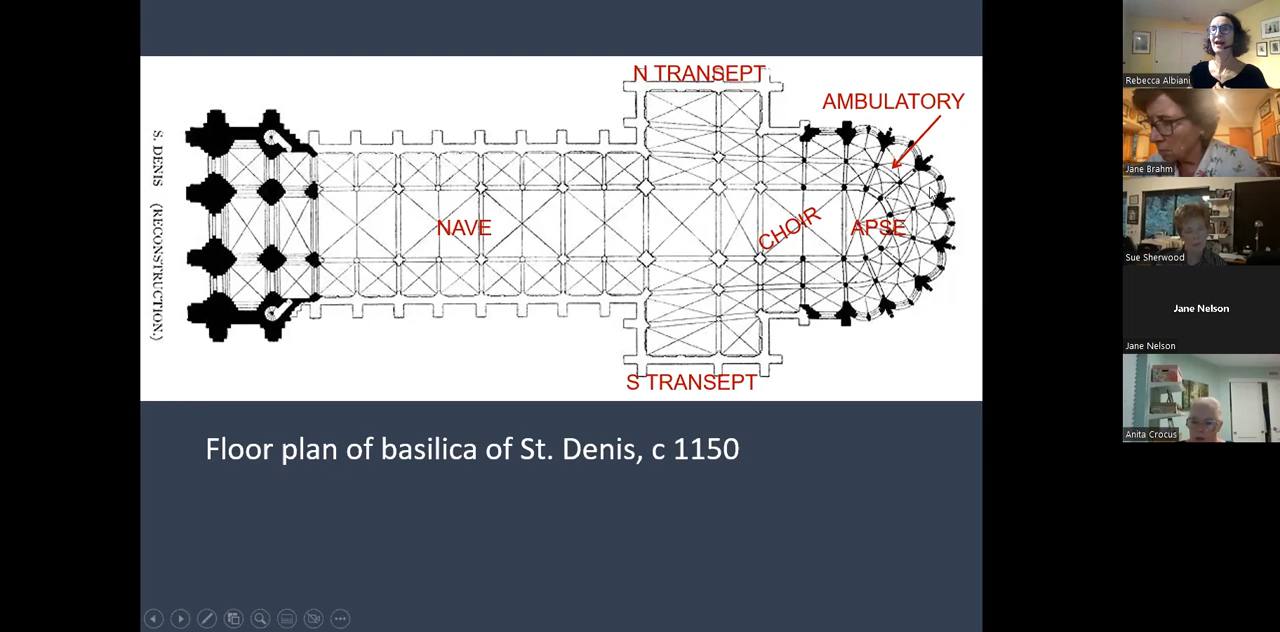 N TRANSEPT
AMBULATORY
S. DENIS (RECONSTRUCTION.)
NAVE
CHOIR
APSE
S TRANSEPT
Floor plan of basilica of St. Denis, c 1150
Rebecca Albiani
Jane Brahm
Sue Sherwood
Jane Nelson
Jane Nelson
Anita Crocus